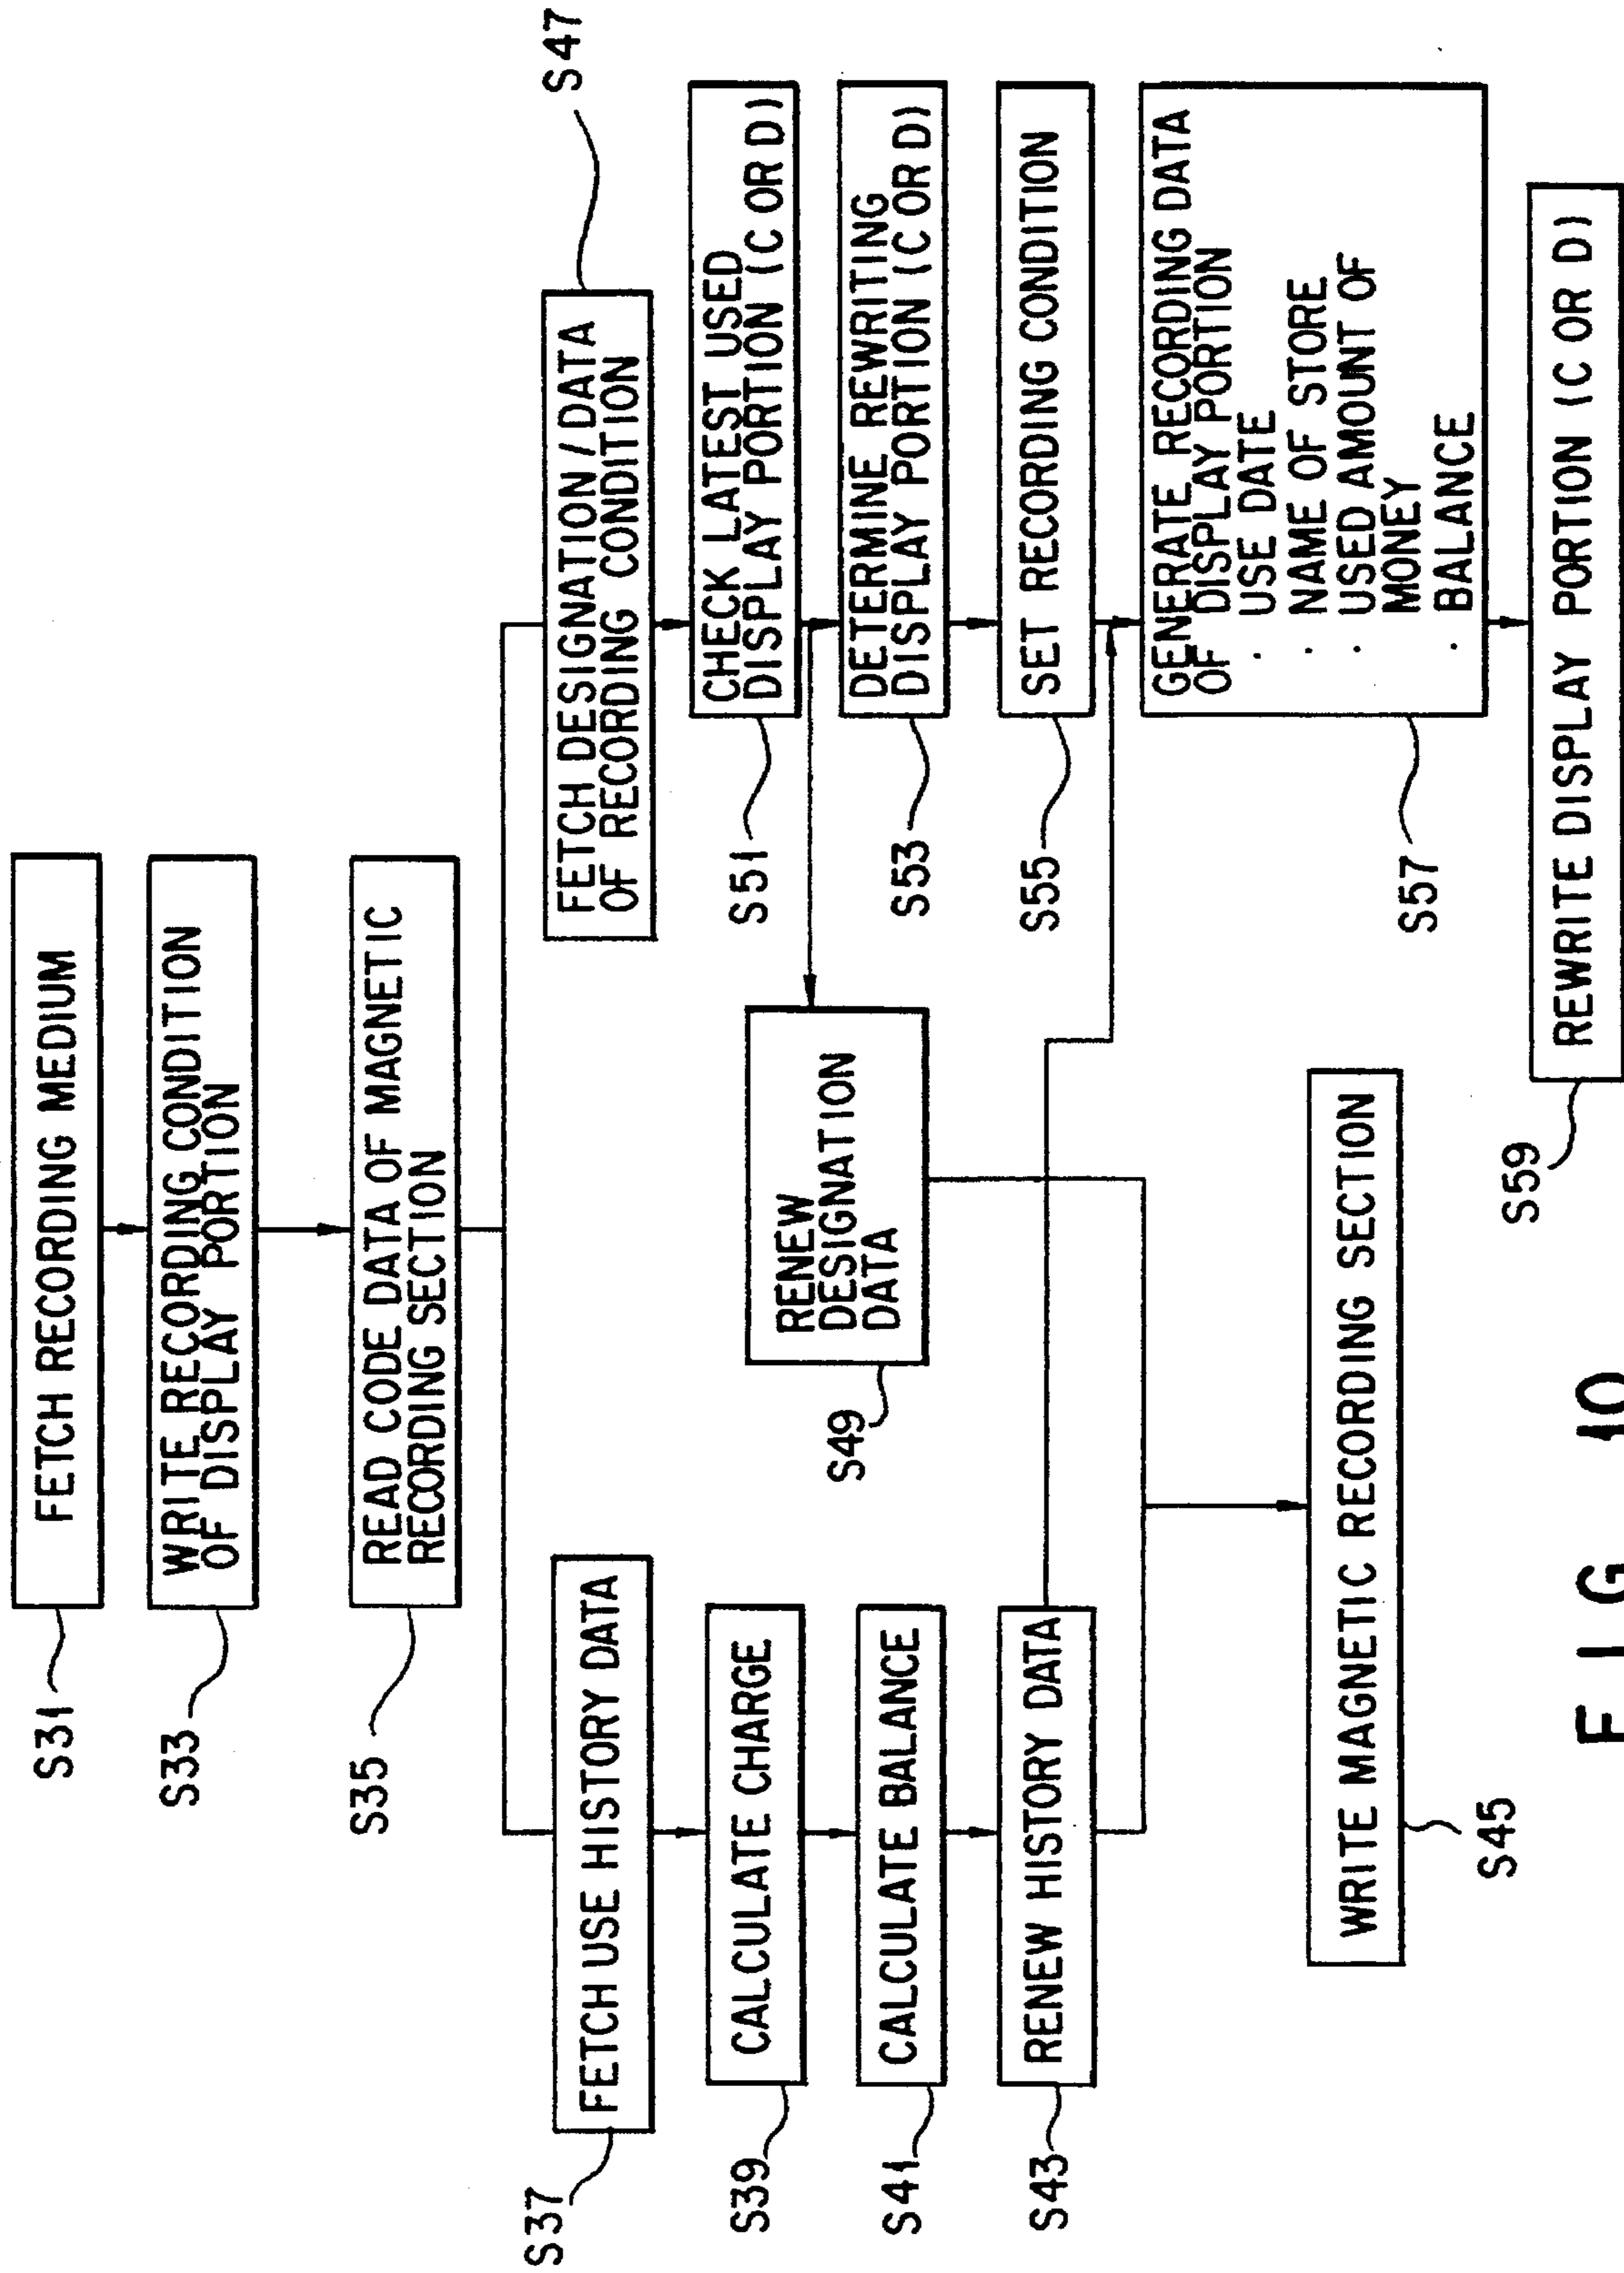 S31
FETCH RECORDING MEDIUM
S33
WRITE RECORDING CONDITION
OF DISPLAY PORTION
S35
READ CODE DATA OF MAGNETIC
RECORDING SECTION
S37
FETCH USE HISTORY DATA
S39
CALCULATE CHARGE
S41
CALCULATE BALANCE
S43
RENEW HISTORY DATA
S47
FETCH DESIGNATION/DATA
OF RECORDING CONDITION
S51
CHECK LATEST USED
DISPLAY PORTION (C OR D)
S49
RENEW
DESIGNATION
DATA
S53
DETERMINE REWRITING
DISPLAY PORTION (C OR D)
S55
SET RECORDING CONDITION
S57
GENERATE RECORDING DATA
OF DISPLAY PORTION
· USE DATE
· NAME OF STORE
· USED AMOUNT OF
MONEY
· BALANCE
S45
WRITE MAGNETIC RECORDING SECTION
S59
REWRITE DISPLAY PORTION (C OR D)
FIG 10